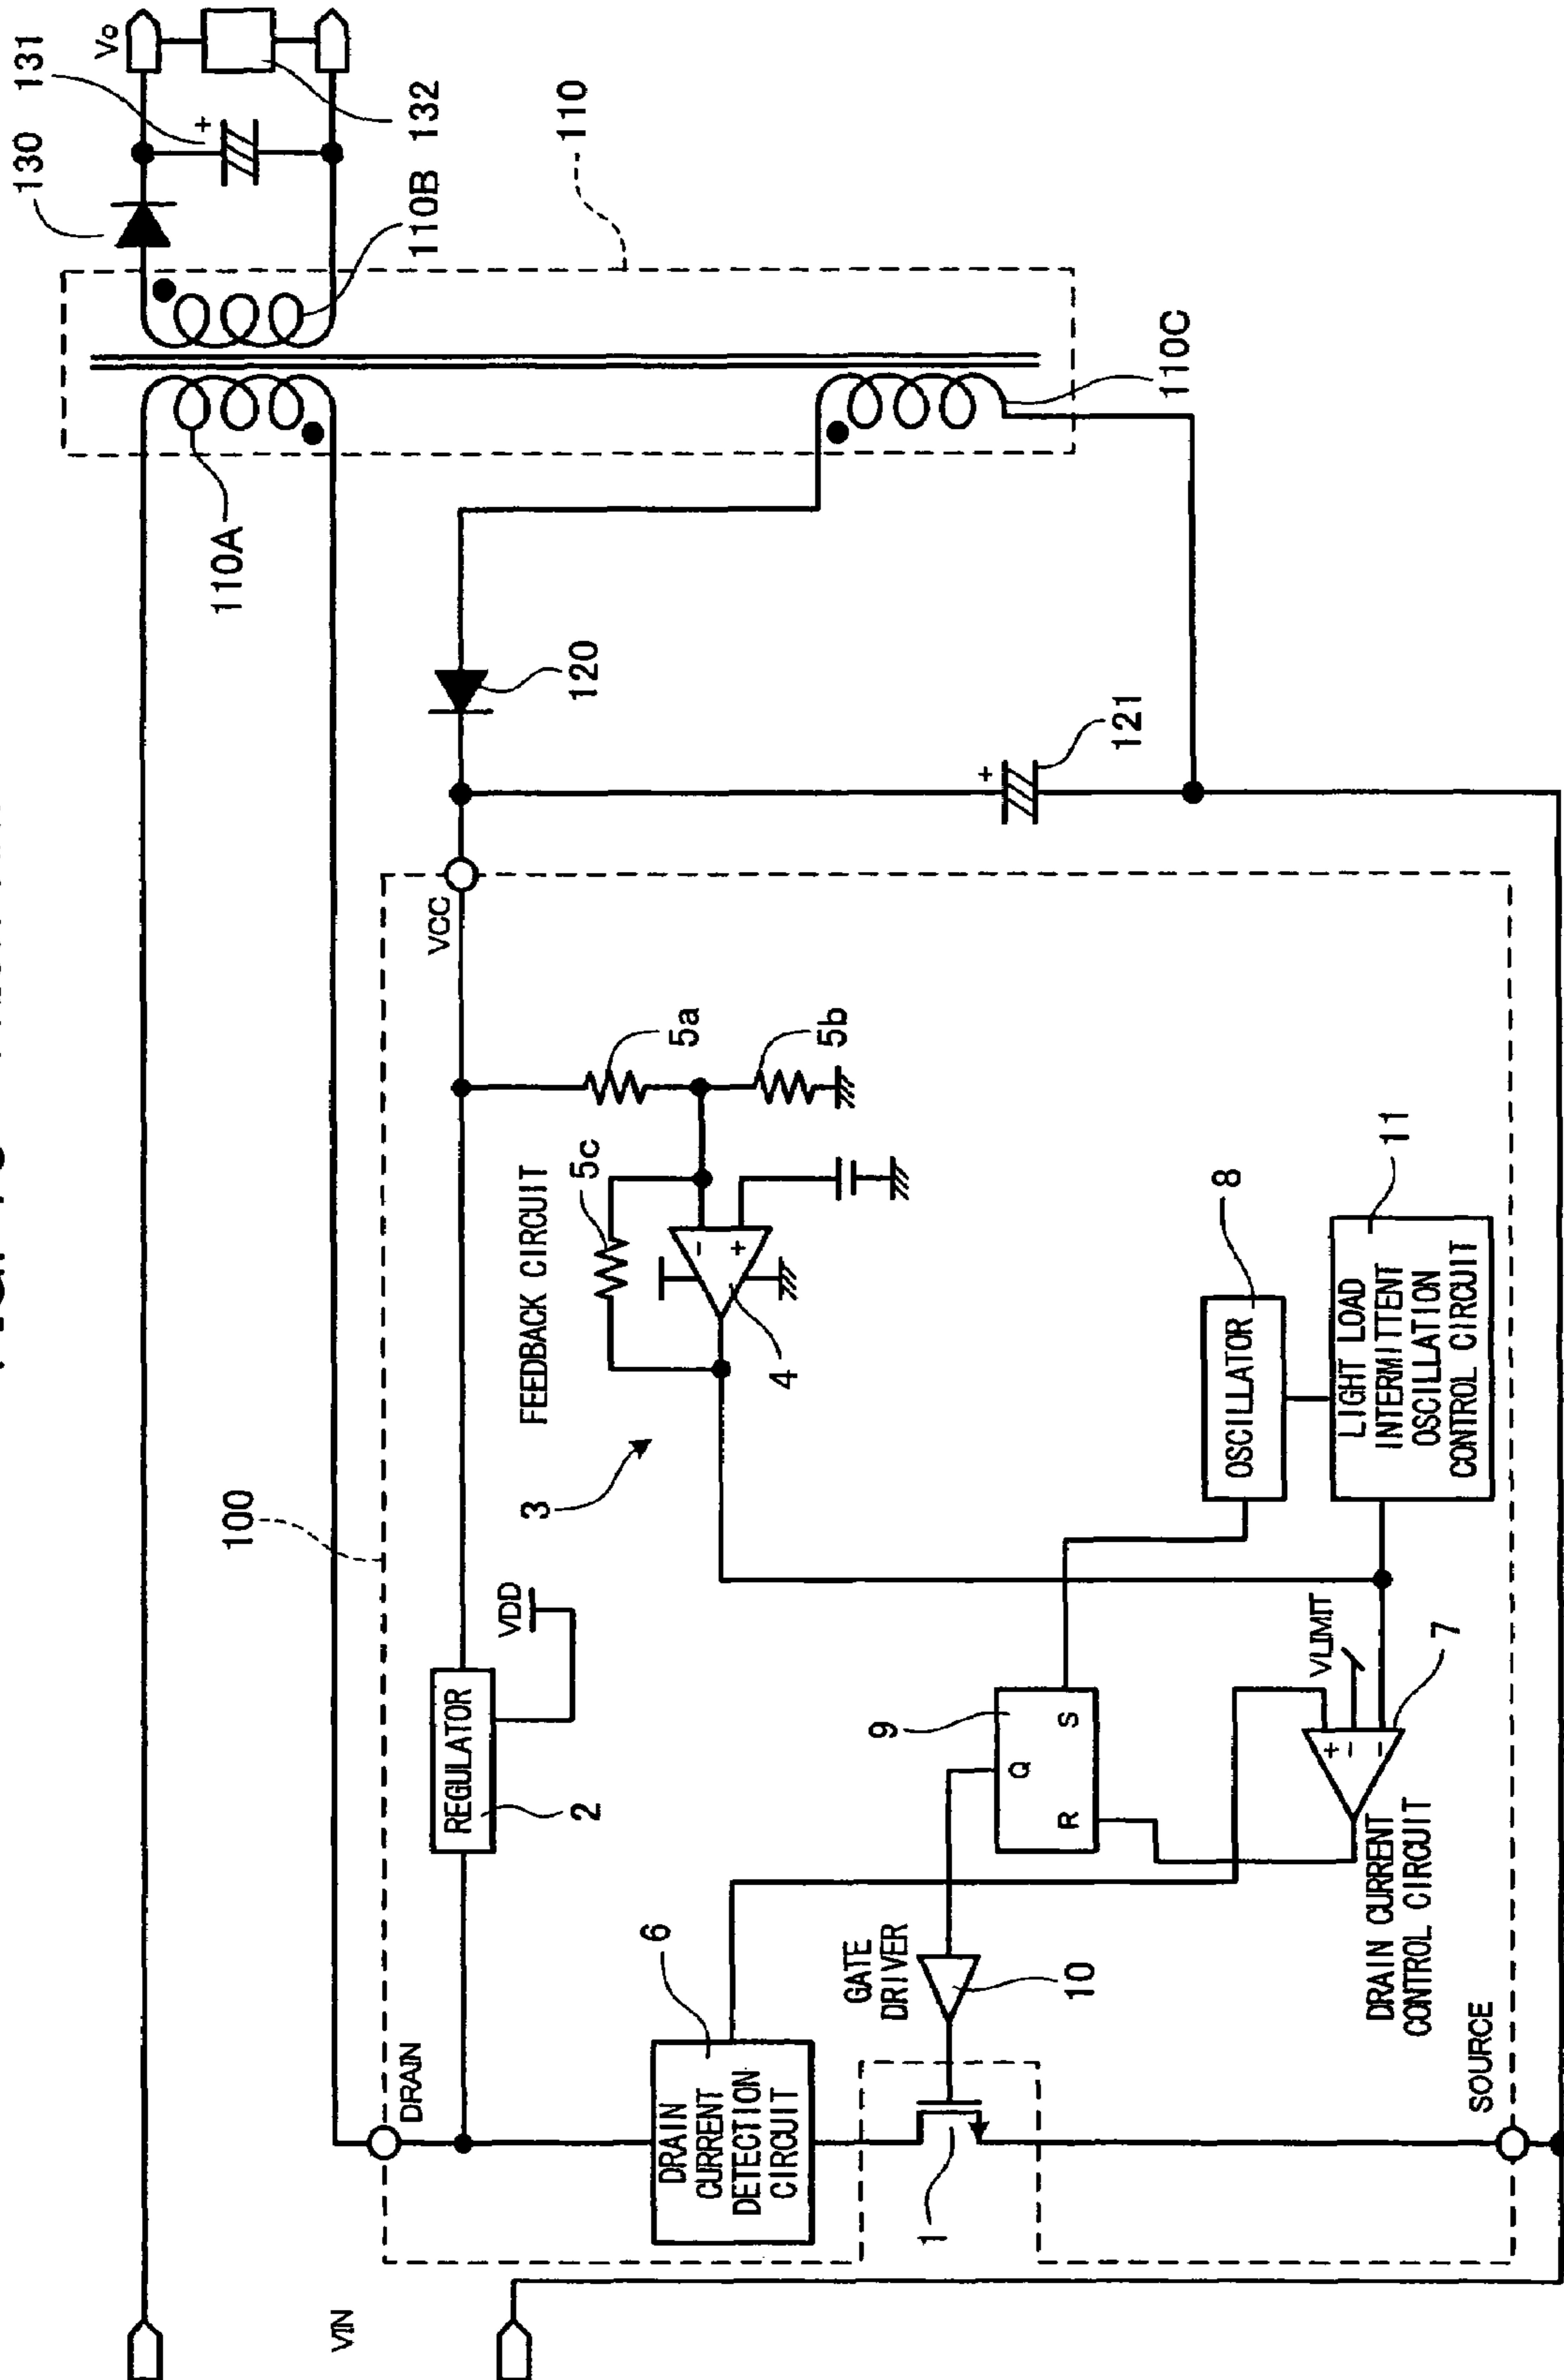 130
131
Vo
132
110
110B
110A
110C
120
121
VCC
100
5a
5b
5c
FEEDBACK CIRCUIT
3
4
8
OSCILLATOR
11
LIGHT LOAD
INTERMITTENT
OSCILLATION
CONTROL CIRCUIT
VDD
REGULATOR
2
9
S
Q
R
VLIMIT
+
−
−
7
DRAIN CURRENT
CONTROL CIRCUIT
GATE
DRIVER
10
6
DRAIN
CURRENT
DETECTION
CIRCUIT
DRAIN
1
SOURCE
VIN
+
+
−
+